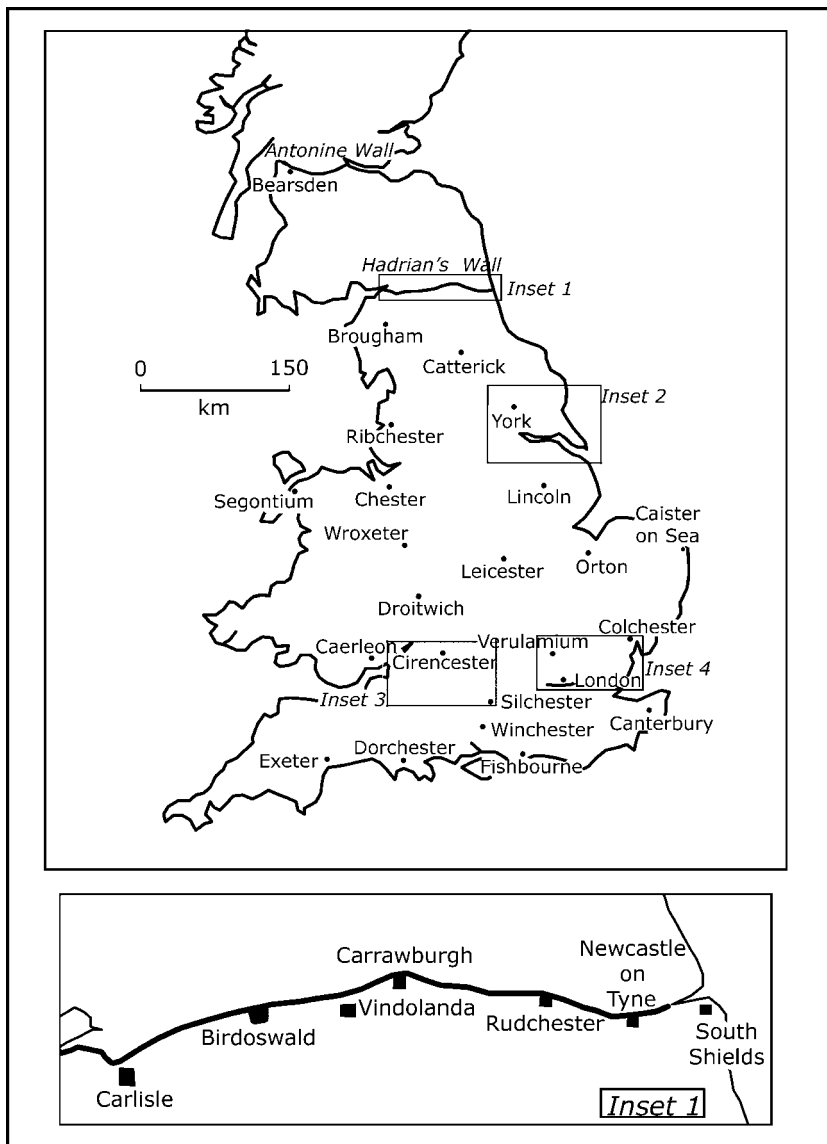 Antonine Wall
Bearsden
Hadrian's Wall
Inset 1
Brougham
Catterick
0 150
km
Inset 2
York
Ribchester
Segontium
Chester
Lincoln
Caister
on Sea
Wroxeter
Leicester
Orton
Droitwich
Colchester
Verulamium
Caerleon
Cirencester
Inset 4
London
Inset 3
Silchester
Canterbury
Winchester
Exeter
Dorchester
Fishbourne
Carrawburgh
Newcastle
on
Tyne
Vindolanda
Rudchester
Birdoswald
South
Shields
Carlisle
Inset 1